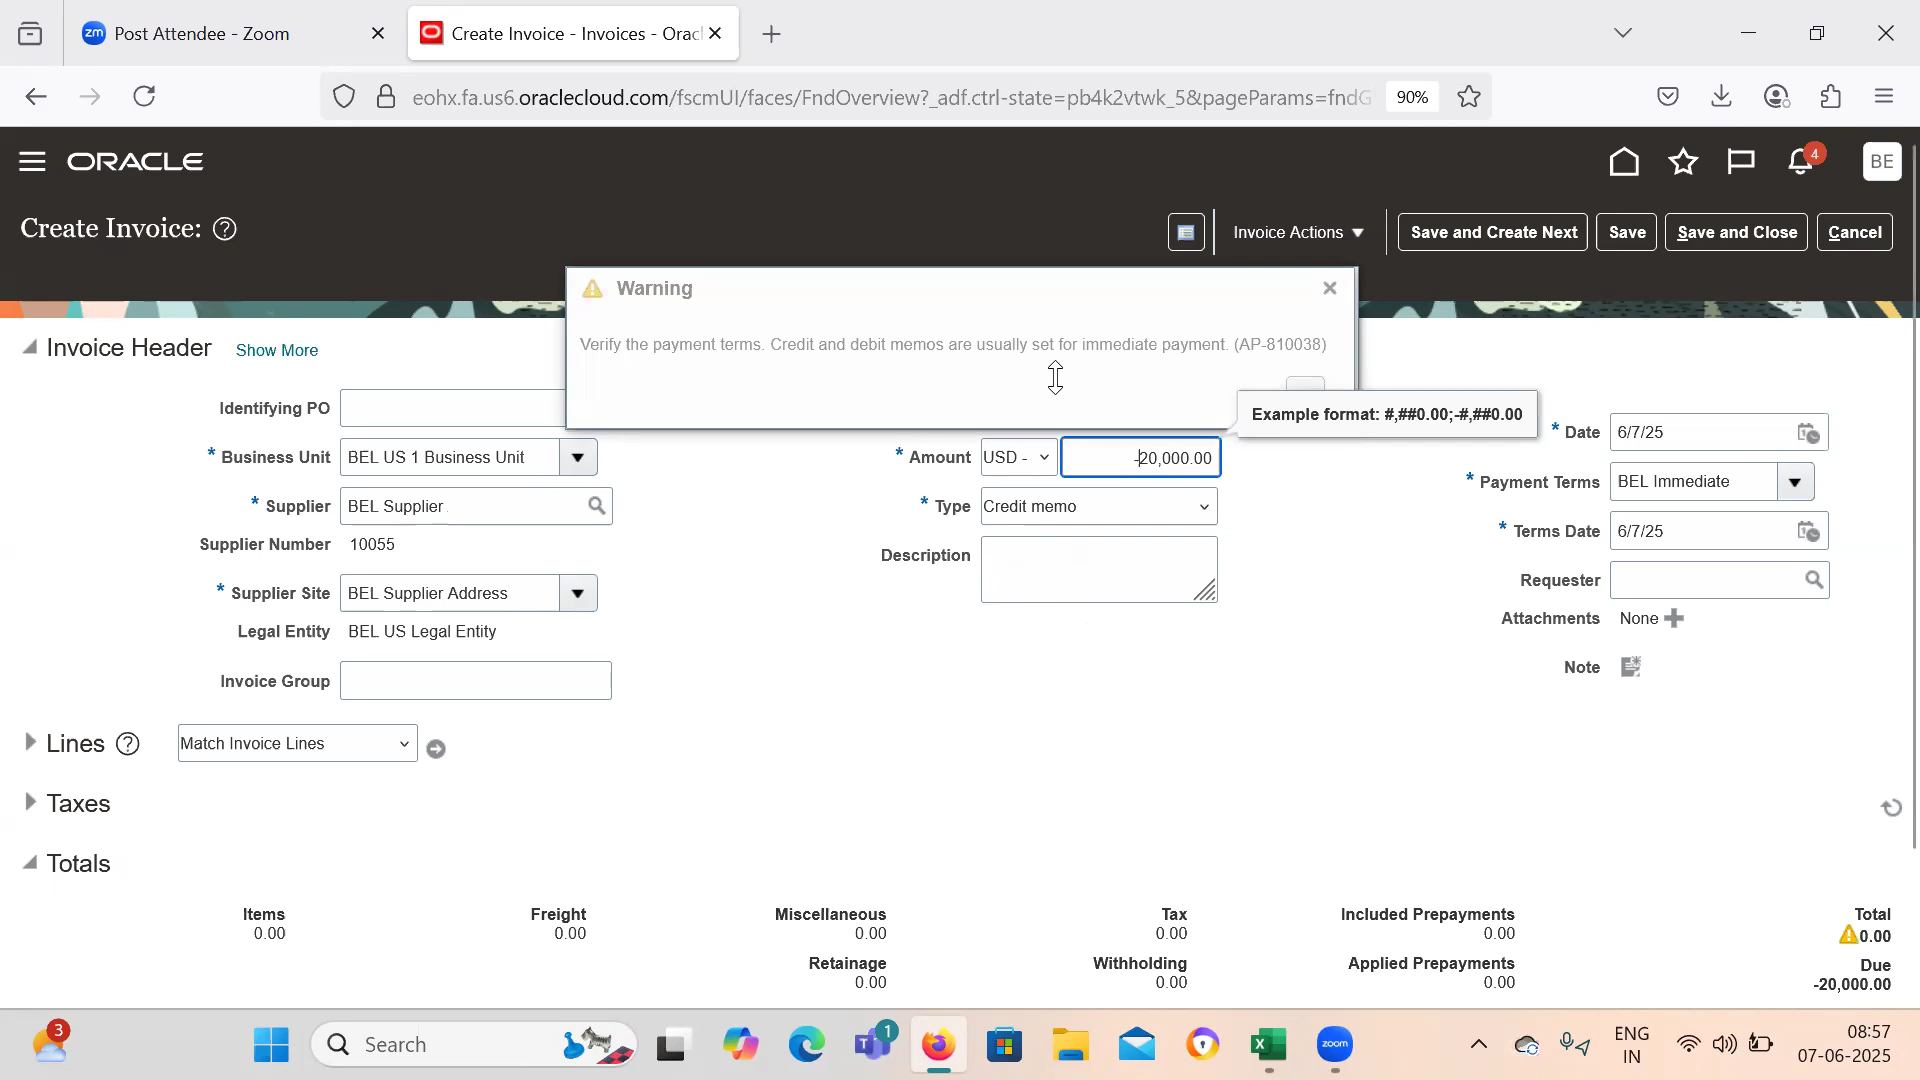 Post Attendee - Zoom
Create Invoice - Invoices - Orac
eohx.fa.us6.oraclecloud.com/fscmUI/faces/FndOverview?_adf.ctrl-state=pb4k2vtwk_5&pageParams=fndG
90%
ORACLE
4
BE
Create Invoice:
Invoice Actions
Save and Create Next
Save
Save and Close
Cancel
Warning
Verify the payment terms. Credit and debit memos are usually set for immediate payment. (AP-810038)
Example format: #,##0.00;-#,##0.00
Invoice Header
Show More
Identifying PO
* Business Unit BEL US 1 Business Unit
* Supplier BEL Supplier
Supplier Number 10055
* Supplier Site BEL Supplier Address
Legal Entity BEL US Legal Entity
Invoice Group
* Amount USD - -20,000.00
* Type Credit memo
Description
* Date 6/7/25
* Payment Terms BEL Immediate
* Terms Date 6/7/25
Requester
Attachments None
Note
Lines
Match Invoice Lines
Taxes
Totals
Items
0.00
Freight
0.00
Miscellaneous
0.00
Tax
0.00
Included Prepayments
0.00
Total
0.00
Retainage
0.00
Withholding
0.00
Applied Prepayments
0.00
Due
-20,000.00
3
Search
1
zoom
ENG
IN
08:57
07-06-2025